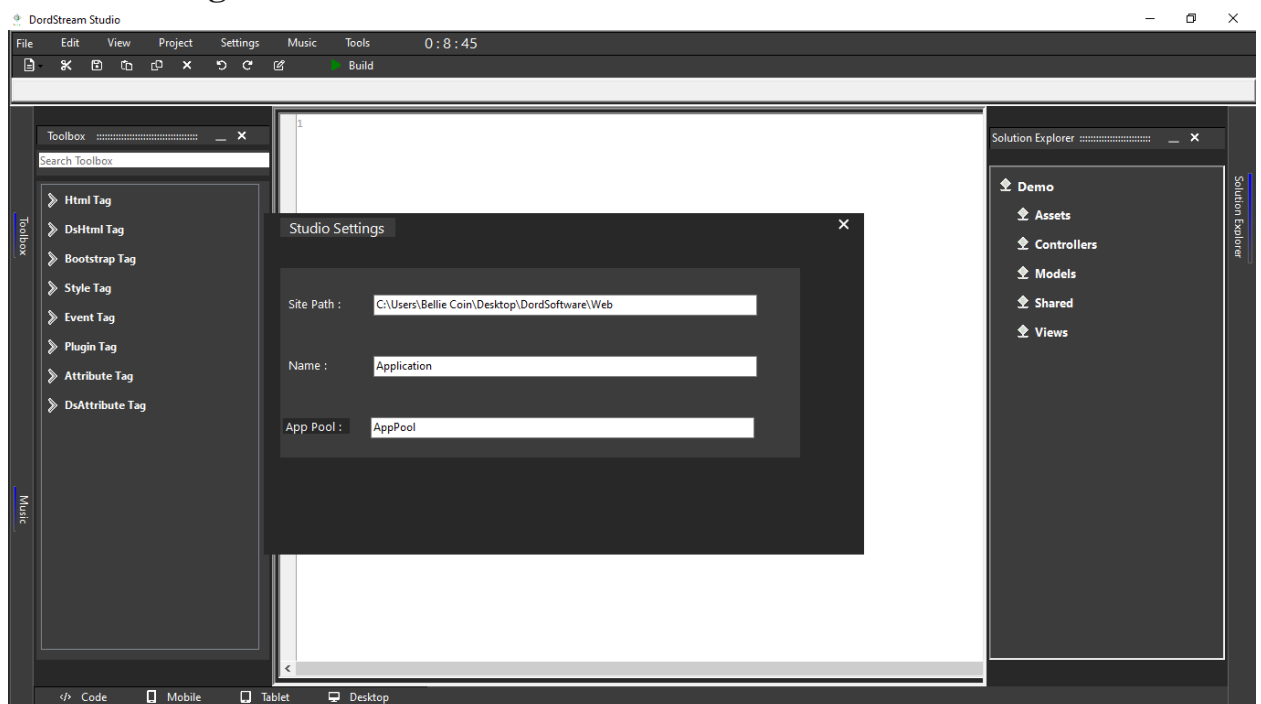 DordStream Studio
File Edit View Project Settings Music Tools 0:8:45
Build
Toolbox
Search Toolbox
Html Tag
DsHtml Tag
Bootstrap Tag
Style Tag
Event Tag
Plugin Tag
Attribute Tag
DsAttribute Tag
Toolbox
Music
1
Studio Settings
Site Path : C:\Users\Bellie Coin\Desktop\DordSoftware\Web
Name : Application
App Pool : AppPool
Solution Explorer
Demo
Assets
Controllers
Models
Shared
Views
Solution Explorer
Code Mobile Tablet Desktop